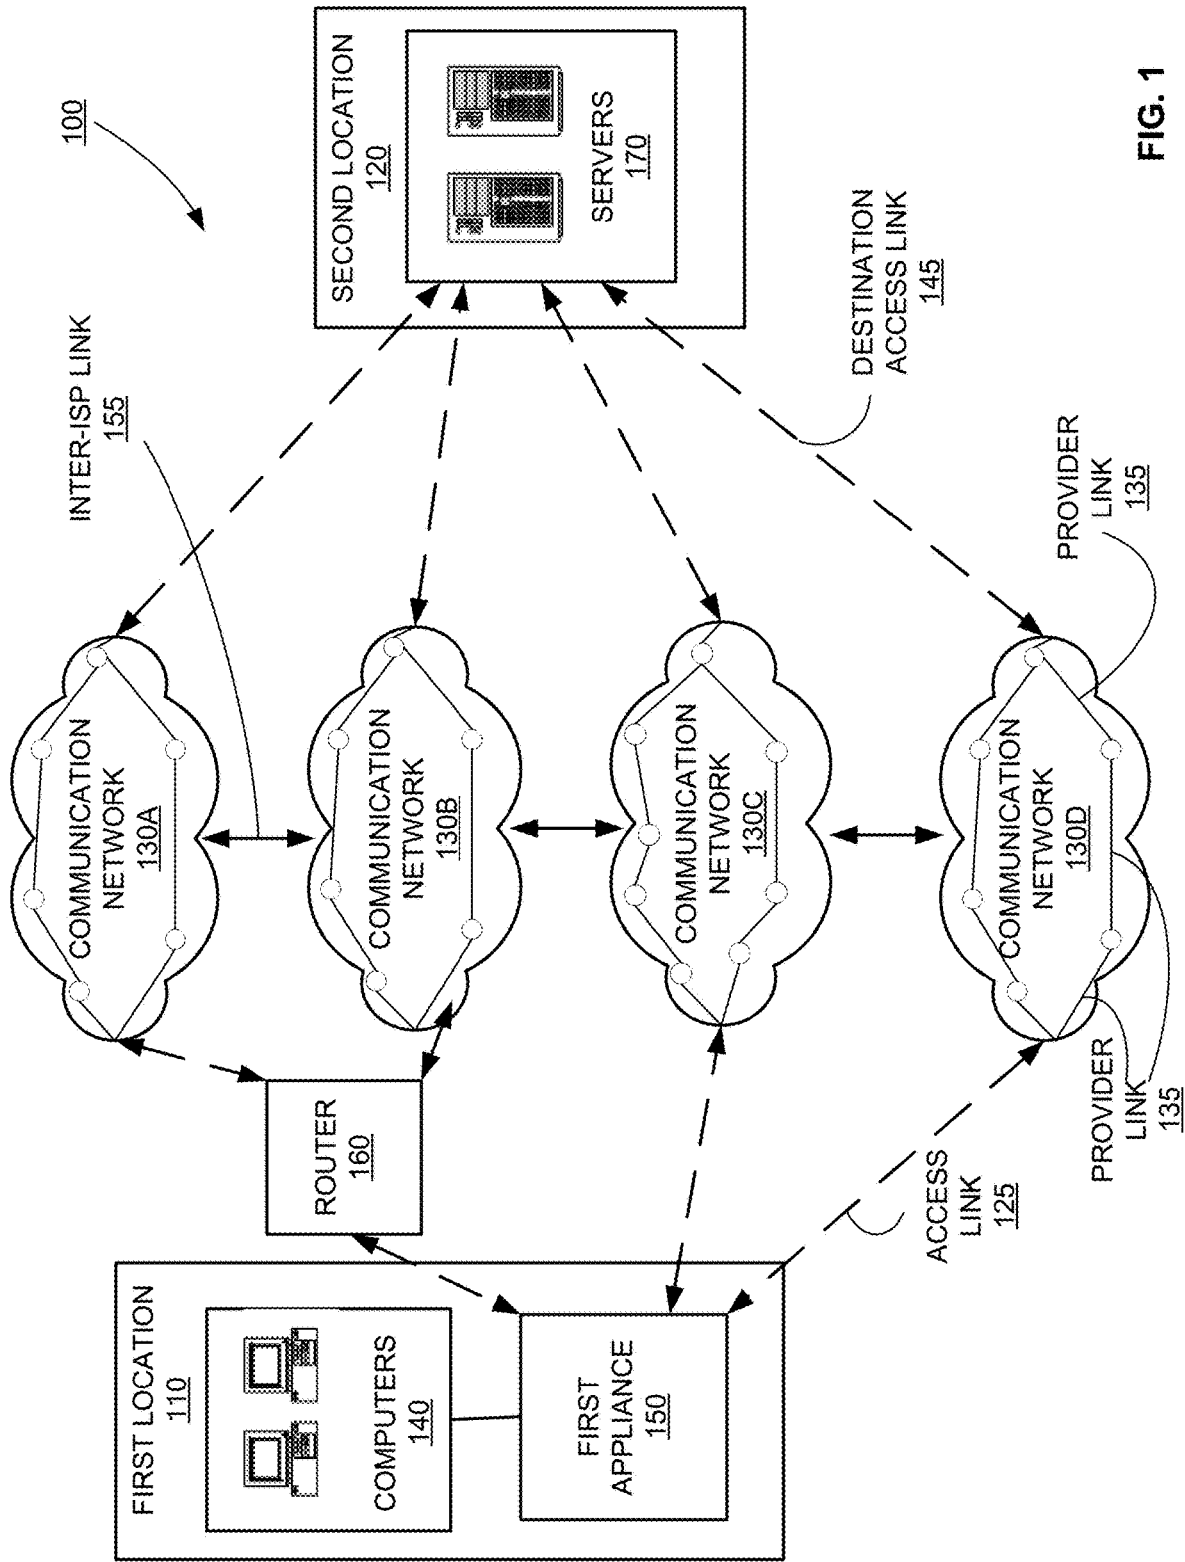 100
FIRST LOCATION
110
COMPUTERS
140
FIRST
APPLIANCE
150
ROUTER
160
ACCESS
LINK
125
COMMUNICATION
NETWORK
130A
COMMUNICATION
NETWORK
130B
COMMUNICATION
NETWORK
130C
COMMUNICATION
NETWORK
130D
PROVIDER
LINK
135
PROVIDER
LINK
135
INTER-ISP LINK
155
DESTINATION
ACCESS LINK
145
SECOND LOCATION
120
SERVERS
170
FIG. 1